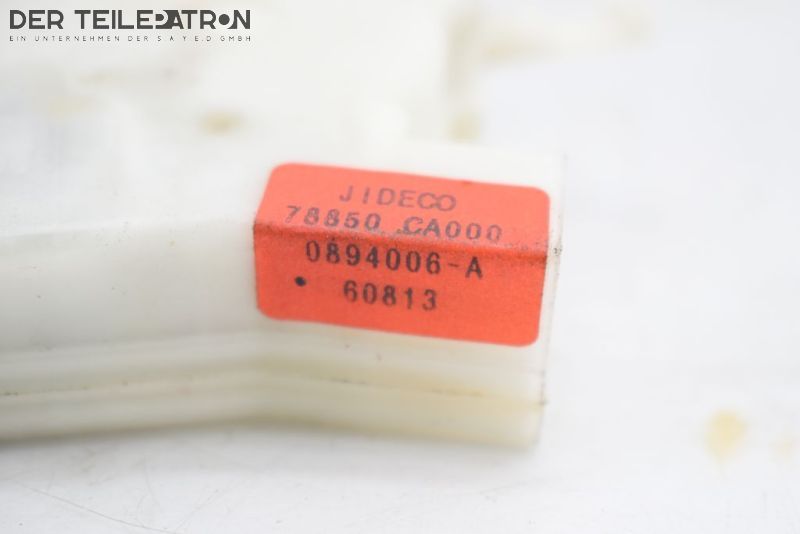 DER TEILEPATRON
EIN UNTERNEHMEN DER S A Y E D GMBH
JIDECO
78850 CA000
0894006-A
60813